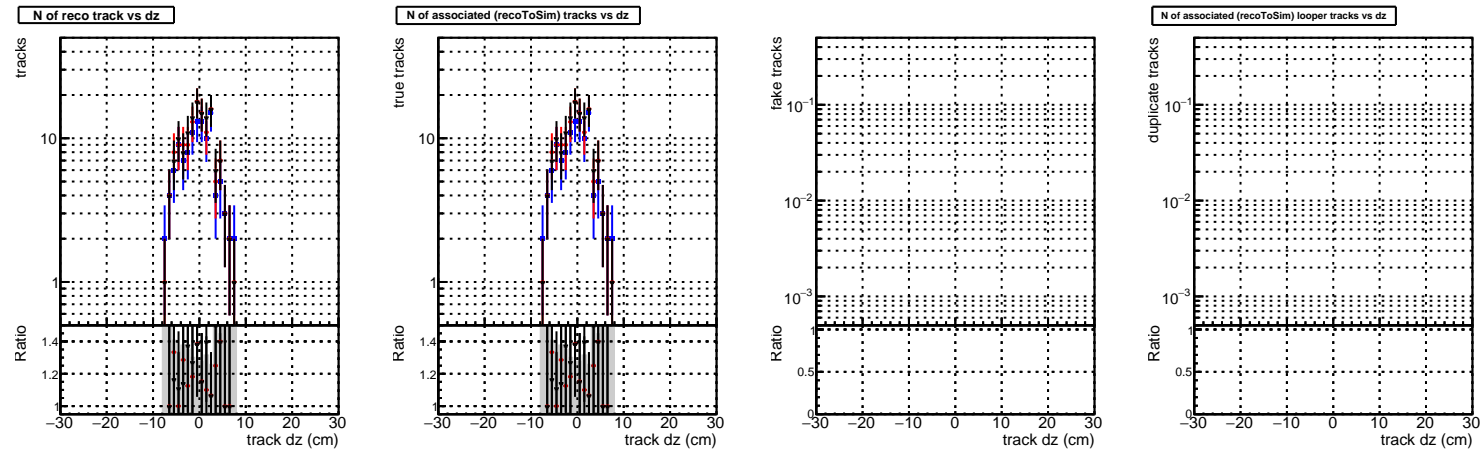 N of reco track vs dz
tracks
10
1
Ratio
1.4
1.2
1
−30 −20 −10 0 10 20 30
track dz (cm)
N of associated (recoToSim) tracks vs dz
true tracks
10
1
Ratio
1.4
1.2
1
−30 −20 −10 0 10 20 30
track dz (cm)
fake tracks
10−1
10−2
10−3
Ratio
1
0.5
0
−30 −20 −10 0 10 20 30
track dz (cm)
N of associated (recoToSim) looper tracks vs dz
duplicate tracks
10−1
10−2
10−3
Ratio
1
0.5
0
−30 −20 −10 0 10 20 30
track dz (cm)